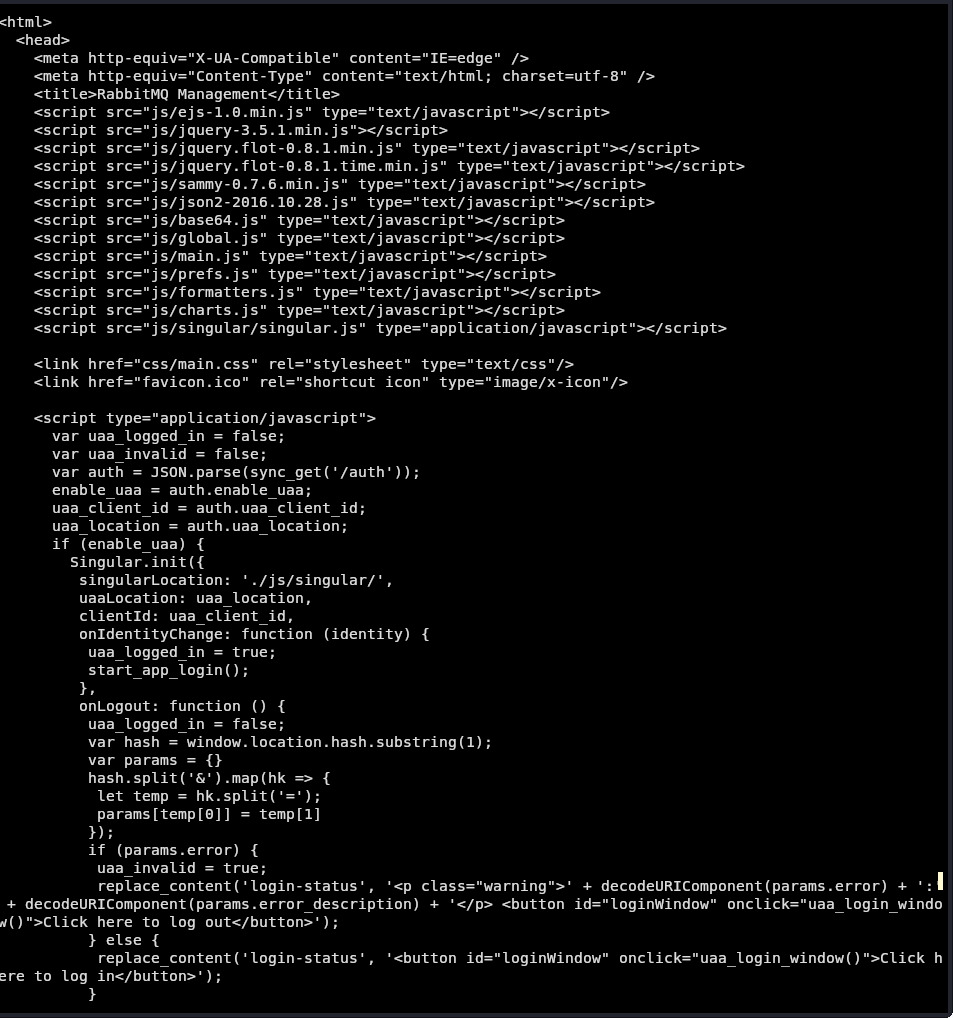 <html>
  <head>
    <meta http-equiv="X-UA-Compatible" content="IE=edge" />
    <meta http-equiv="Content-Type" content="text/html; charset=utf-8" />
    <title>RabbitMQ Management</title>
    <script src="js/ejs-1.0.min.js" type="text/javascript"></script>
    <script src="js/jquery-3.5.1.min.js"></script>
    <script src="js/jquery.flot-0.8.1.min.js" type="text/javascript"></script>
    <script src="js/jquery.flot-0.8.1.time.min.js" type="text/javascript"></script>
    <script src="js/sammy-0.7.6.min.js" type="text/javascript"></script>
    <script src="js/json2-2016.10.28.js" type="text/javascript"></script>
    <script src="js/base64.js" type="text/javascript"></script>
    <script src="js/global.js" type="text/javascript"></script>
    <script src="js/main.js" type="text/javascript"></script>
    <script src="js/prefs.js" type="text/javascript"></script>
    <script src="js/formatters.js" type="text/javascript"></script>
    <script src="js/charts.js" type="text/javascript"></script>
    <script src="js/singular/singular.js" type="application/javascript"></script>

    <link href="css/main.css" rel="stylesheet" type="text/css"/>
    <link href="favicon.ico" rel="shortcut icon" type="image/x-icon"/>

    <script type="application/javascript">
      var uaa_logged_in = false;
      var uaa_invalid = false;
      var auth = JSON.parse(sync_get('/auth'));
      enable_uaa = auth.enable_uaa;
      uaa_client_id = auth.uaa_client_id;
      uaa_location = auth.uaa_location;
      if (enable_uaa) {
        Singular.init({
         singularLocation: './js/singular/',
         uaaLocation: uaa_location,
         clientId: uaa_client_id,
         onIdentityChange: function (identity) {
          uaa_logged_in = true;
          start_app_login();
         },
         onLogout: function () {
          uaa_logged_in = false;
          var hash = window.location.hash.substring(1);
          var params = {}
          hash.split('&').map(hk => {
           let temp = hk.split('=');
           params[temp[0]] = temp[1]
          });
          if (params.error) {
           uaa_invalid = true;
           replace_content('login-status', '<p class="warning">' + decodeURIComponent(params.error) + ':'
 + decodeURIComponent(params.error_description) + '</p> <button id="loginWindow" onclick="uaa_login_windo
w()">Click here to log out</button>');
          } else {
           replace_content('login-status', '<button id="loginWindow" onclick="uaa_login_window()">Click h
ere to log in</button>');
          }